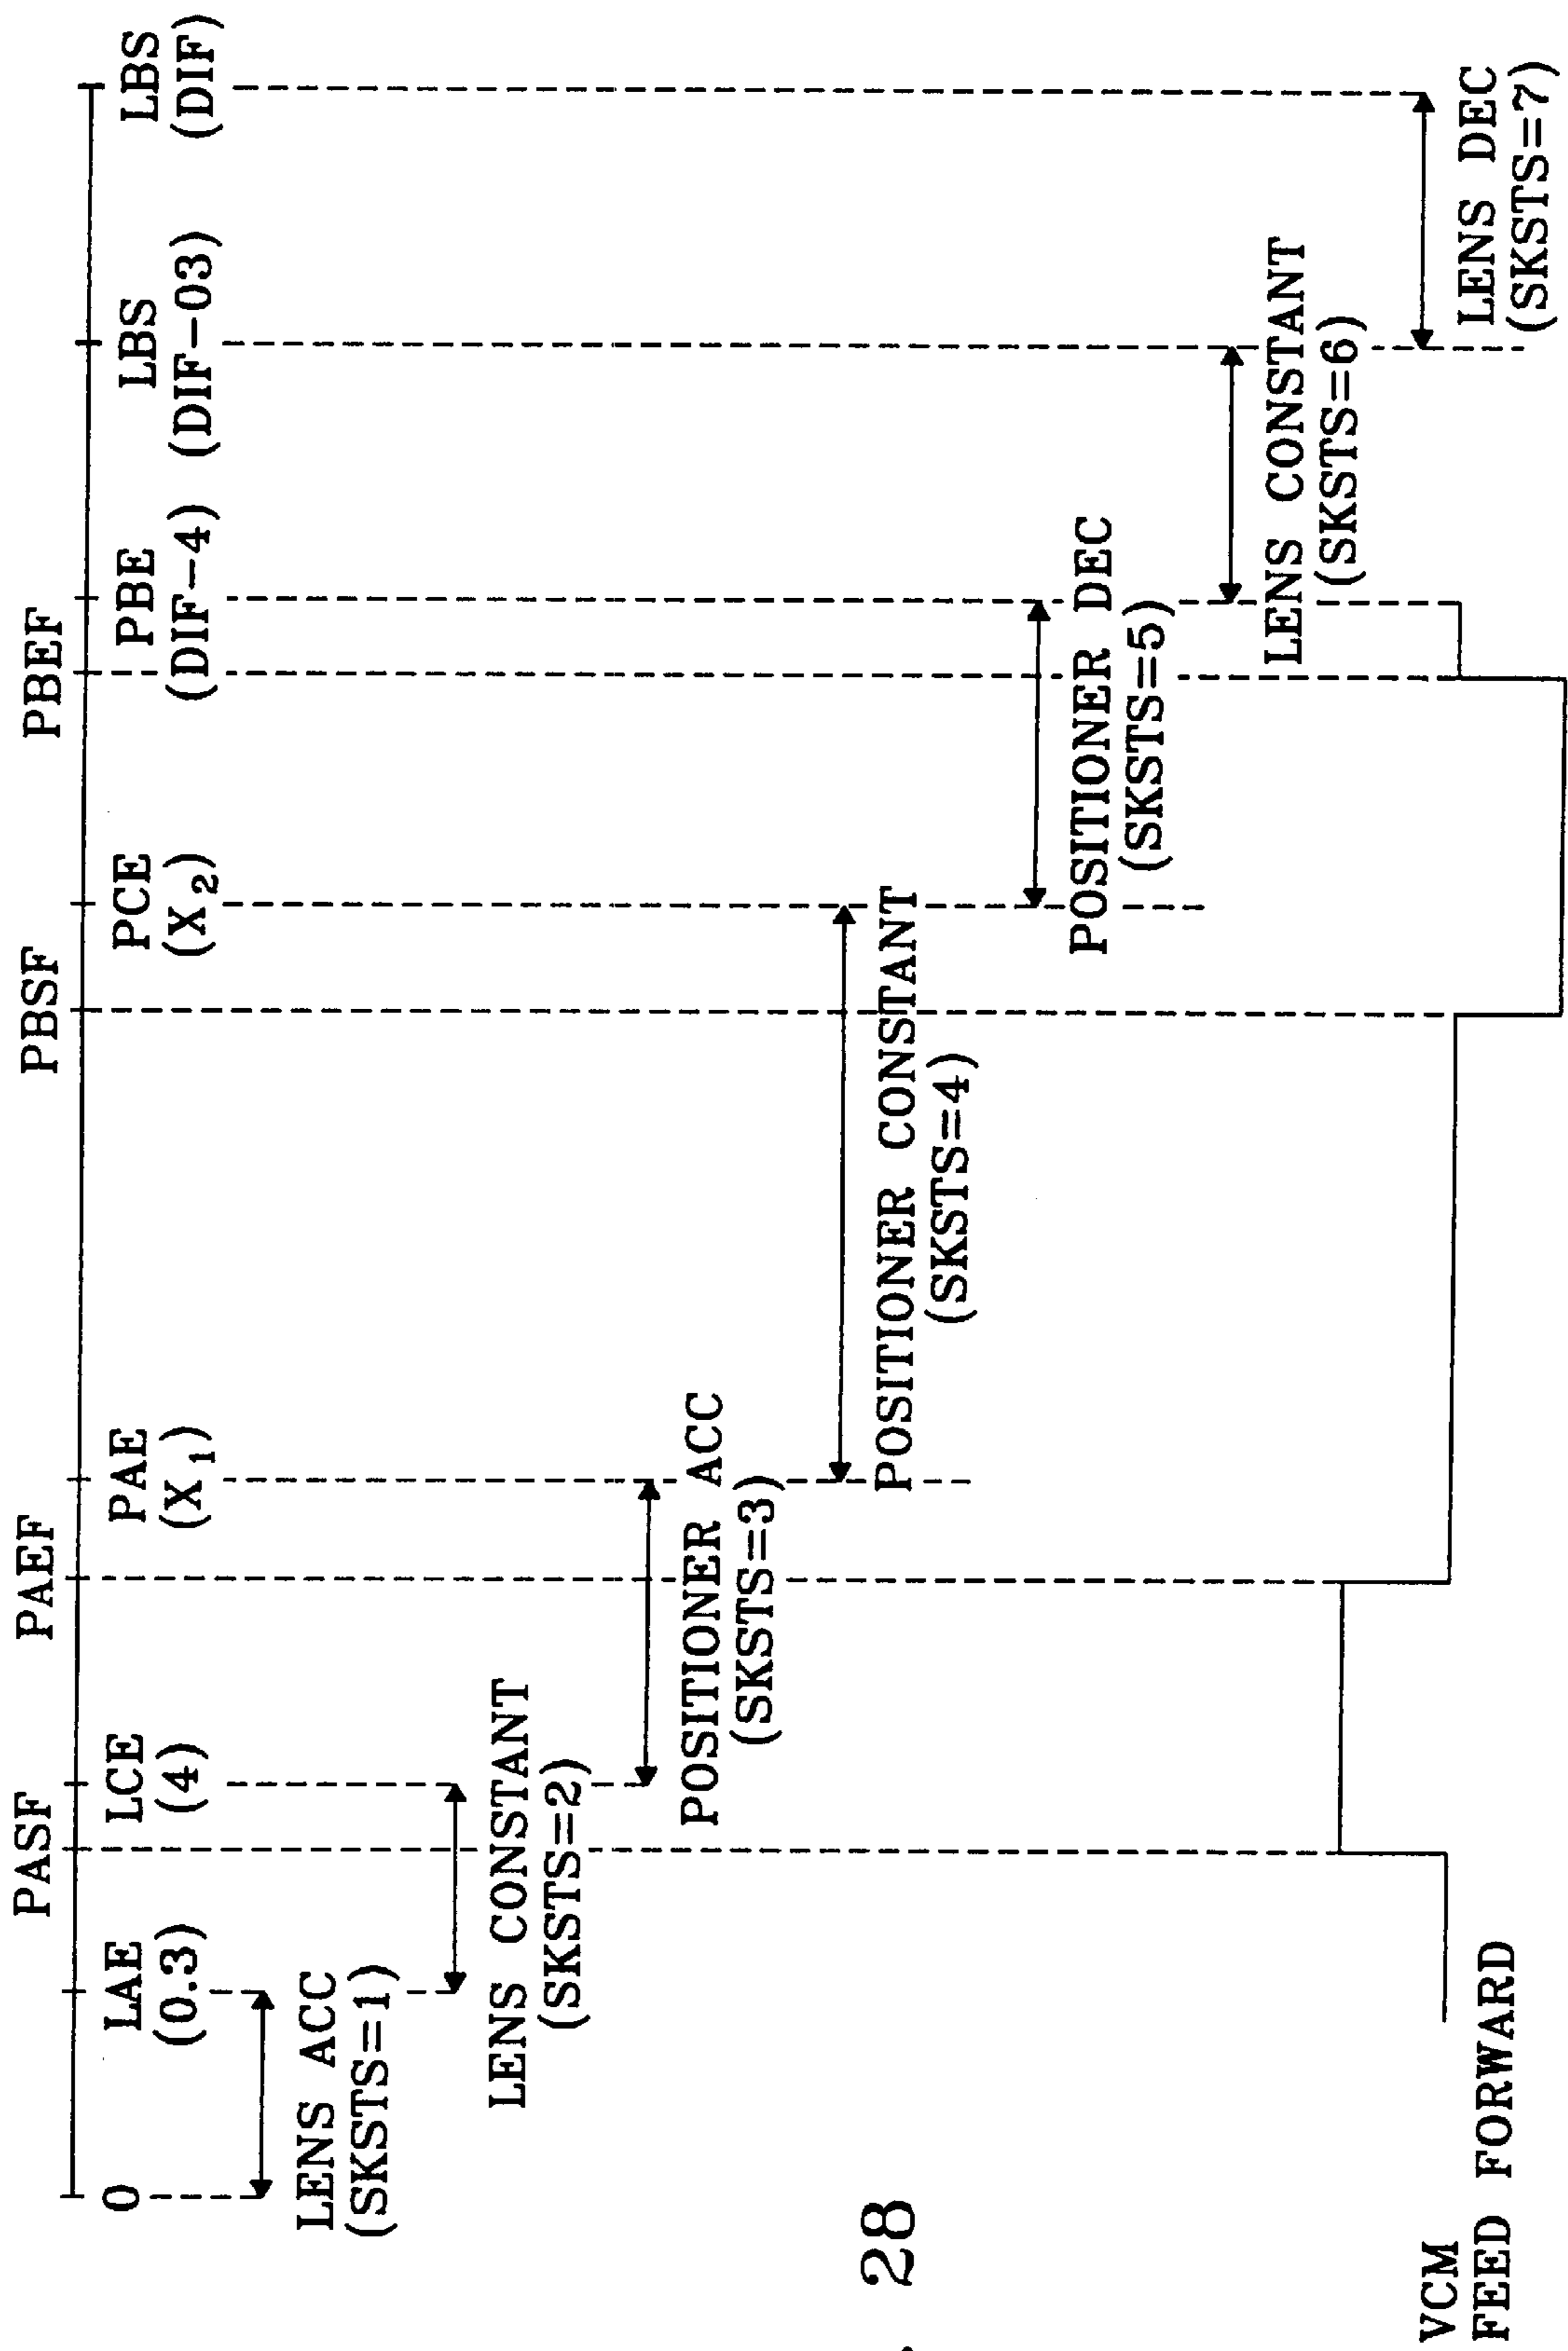 PASF
PAEF
PBSF
PBEF
0
LAE
(0.3)
LCE
(4)
PAE
(X1)
PCE
(X2)
PBE
(DIF-4)
LBS
(DIF-03)
LBS
(DIF)
LENS ACC
(SKSTS=1)
LENS CONSTANT
(SKSTS=2)
POSITIONER ACC
(SKSTS=3)
POSITIONER CONSTANT
(SKSTS=4)
POSITIONER DEC
(SKSTS=5)
LENS CONSTANT
(SKSTS=6)
LENS DEC
(SKSTS=7)
. 28
VCM
FEED FORWARD